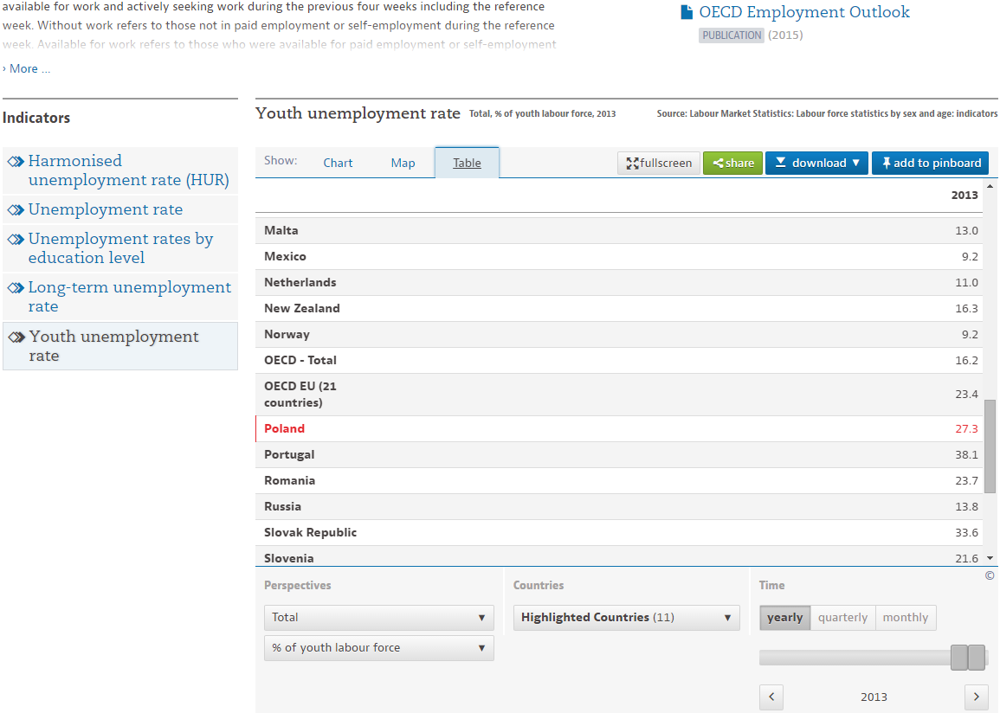 available for work and actively seeking work during the previous four weeks including the reference
week. Without work refers to those not in paid employment or self-employment during the reference
week. Available for work refers to those who were available for paid employment or self-employment
› More ...
OECD Employment Outlook
PUBLICATION (2015)
Indicators
Harmonised
unemployment rate (HUR)
Unemployment rate
Unemployment rates by
education level
Long-term unemployment
rate
Youth unemployment
rate
Youth unemployment rate Total, % of youth labour force, 2013 Source: Labour Market Statistics: Labour force statistics by sex and age: indicators
Show: Chart Map Table fullscreen share download ▼ add to pinboard
2013
Malta 13.0
Mexico 9.2
Netherlands 11.0
New Zealand 16.3
Norway 9.2
OECD - Total 16.2
OECD EU (21
countries) 23.4
Poland 27.3
Portugal 38.1
Romania 23.7
Russia 13.8
Slovak Republic 33.6
Slovenia 21.6
©
Perspectives Countries Time
Total ▼ Highlighted Countries (11) ▼ yearly quarterly monthly
% of youth labour force ▼
2013